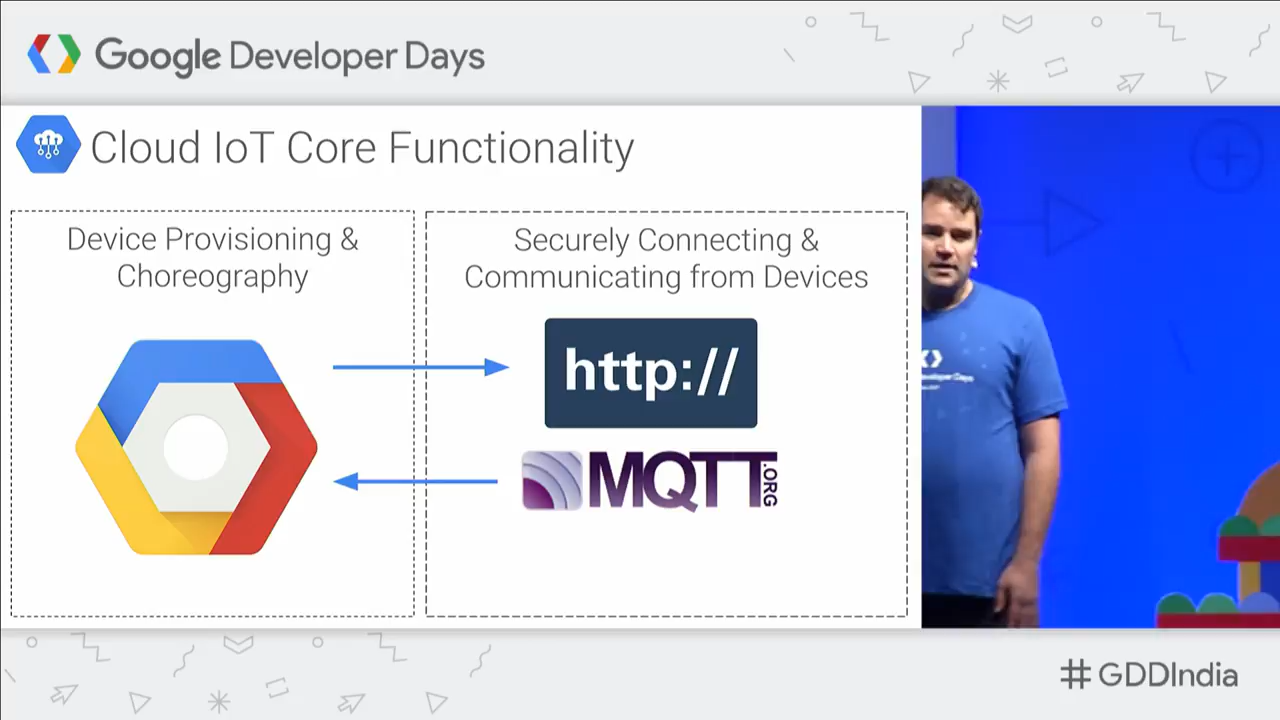 Google Developer Days
Cloud IoT Core Functionality
Device Provisioning &
Choreography
Securely Connecting &
Communicating from Devices
http://
MQTT.ORG
#GDDIndia